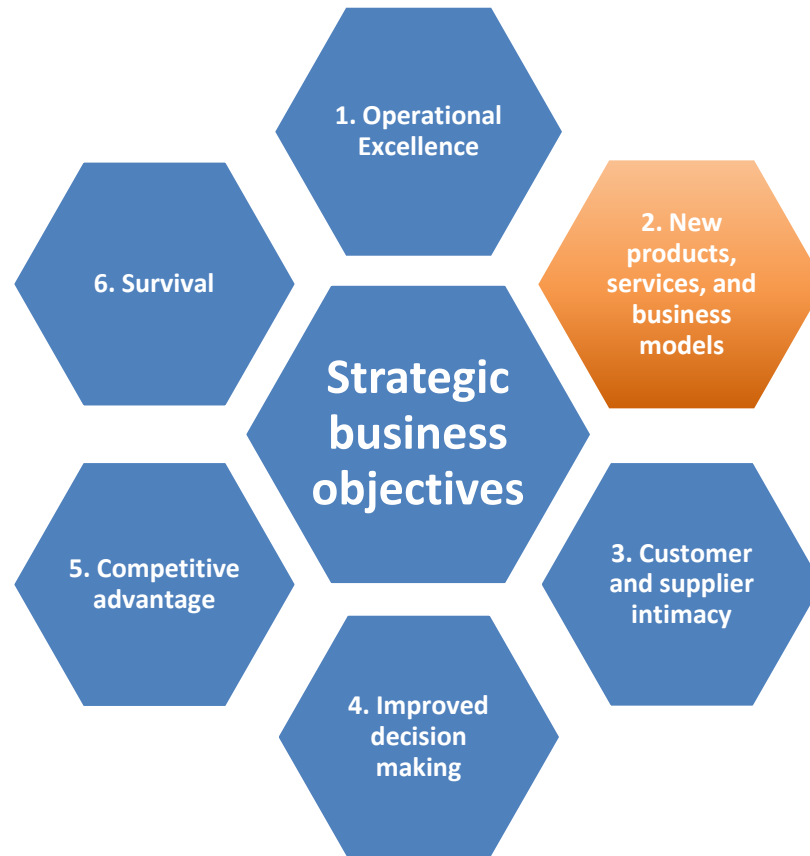 1. Operational
Excellence
2. New
products,
services, and
business
models
6. Survival
Strategic
business
objectives
3. Customer
and supplier
intimacy
5. Competitive
advantage
4. Improved
decision
making